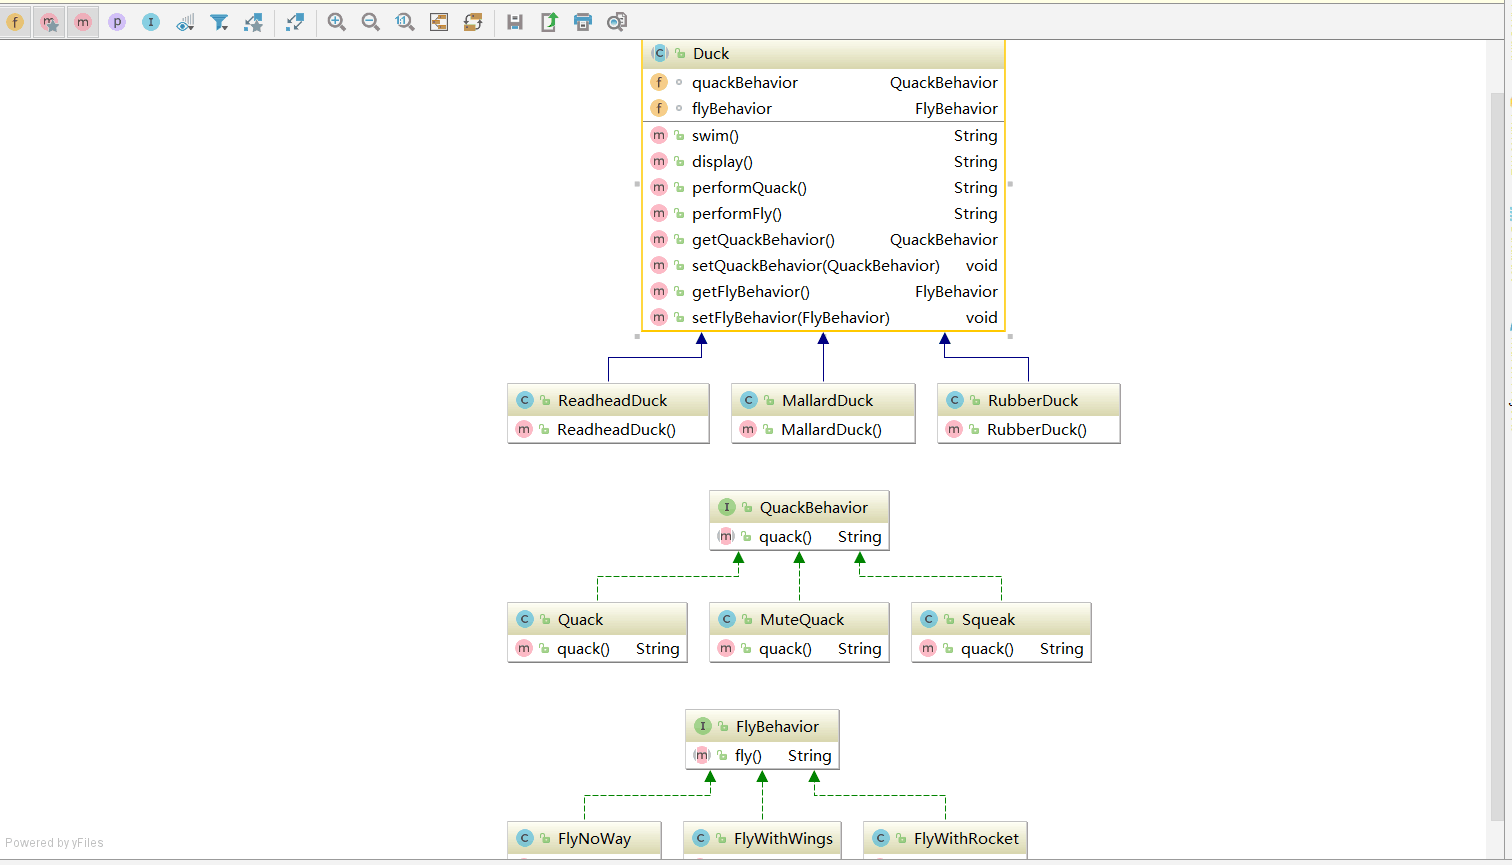 f m m p I 1:1
C Duck
f quackBehavior QuackBehavior
f flyBehavior FlyBehavior
m swim() String
m display() String
m performQuack() String
m performFly() String
m getQuackBehavior() QuackBehavior
m setQuackBehavior(QuackBehavior) void
m getFlyBehavior() FlyBehavior
m setFlyBehavior(FlyBehavior) void
C ReadheadDuck C MallardDuck C RubberDuck
m ReadheadDuck() m MallardDuck() m RubberDuck()
I QuackBehavior
m quack() String
C Quack C MuteQuack C Squeak
m quack() String m quack() String m quack() String
I FlyBehavior
m fly() String
C FlyNoWay C FlyWithWings C FlyWithRocket
Powered by yFiles